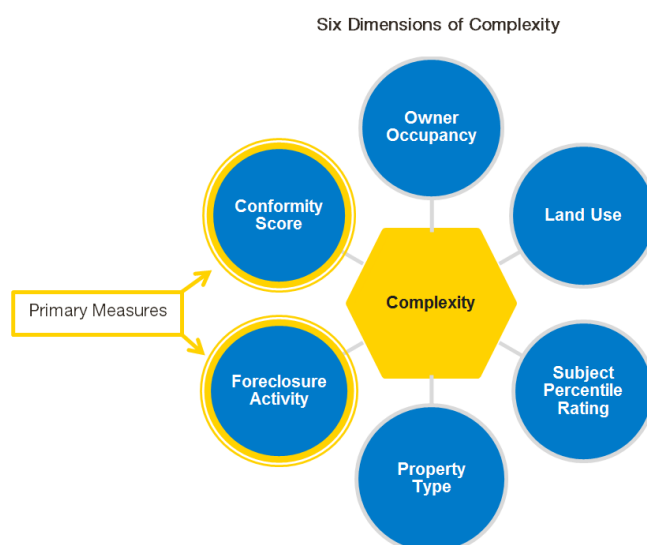 Six Dimensions of Complexity
Owner
Occupancy
Conformity
Score
Land Use
Primary Measures
Complexity
Foreclosure
Activity
Subject
Percentile
Rating
Property
Type